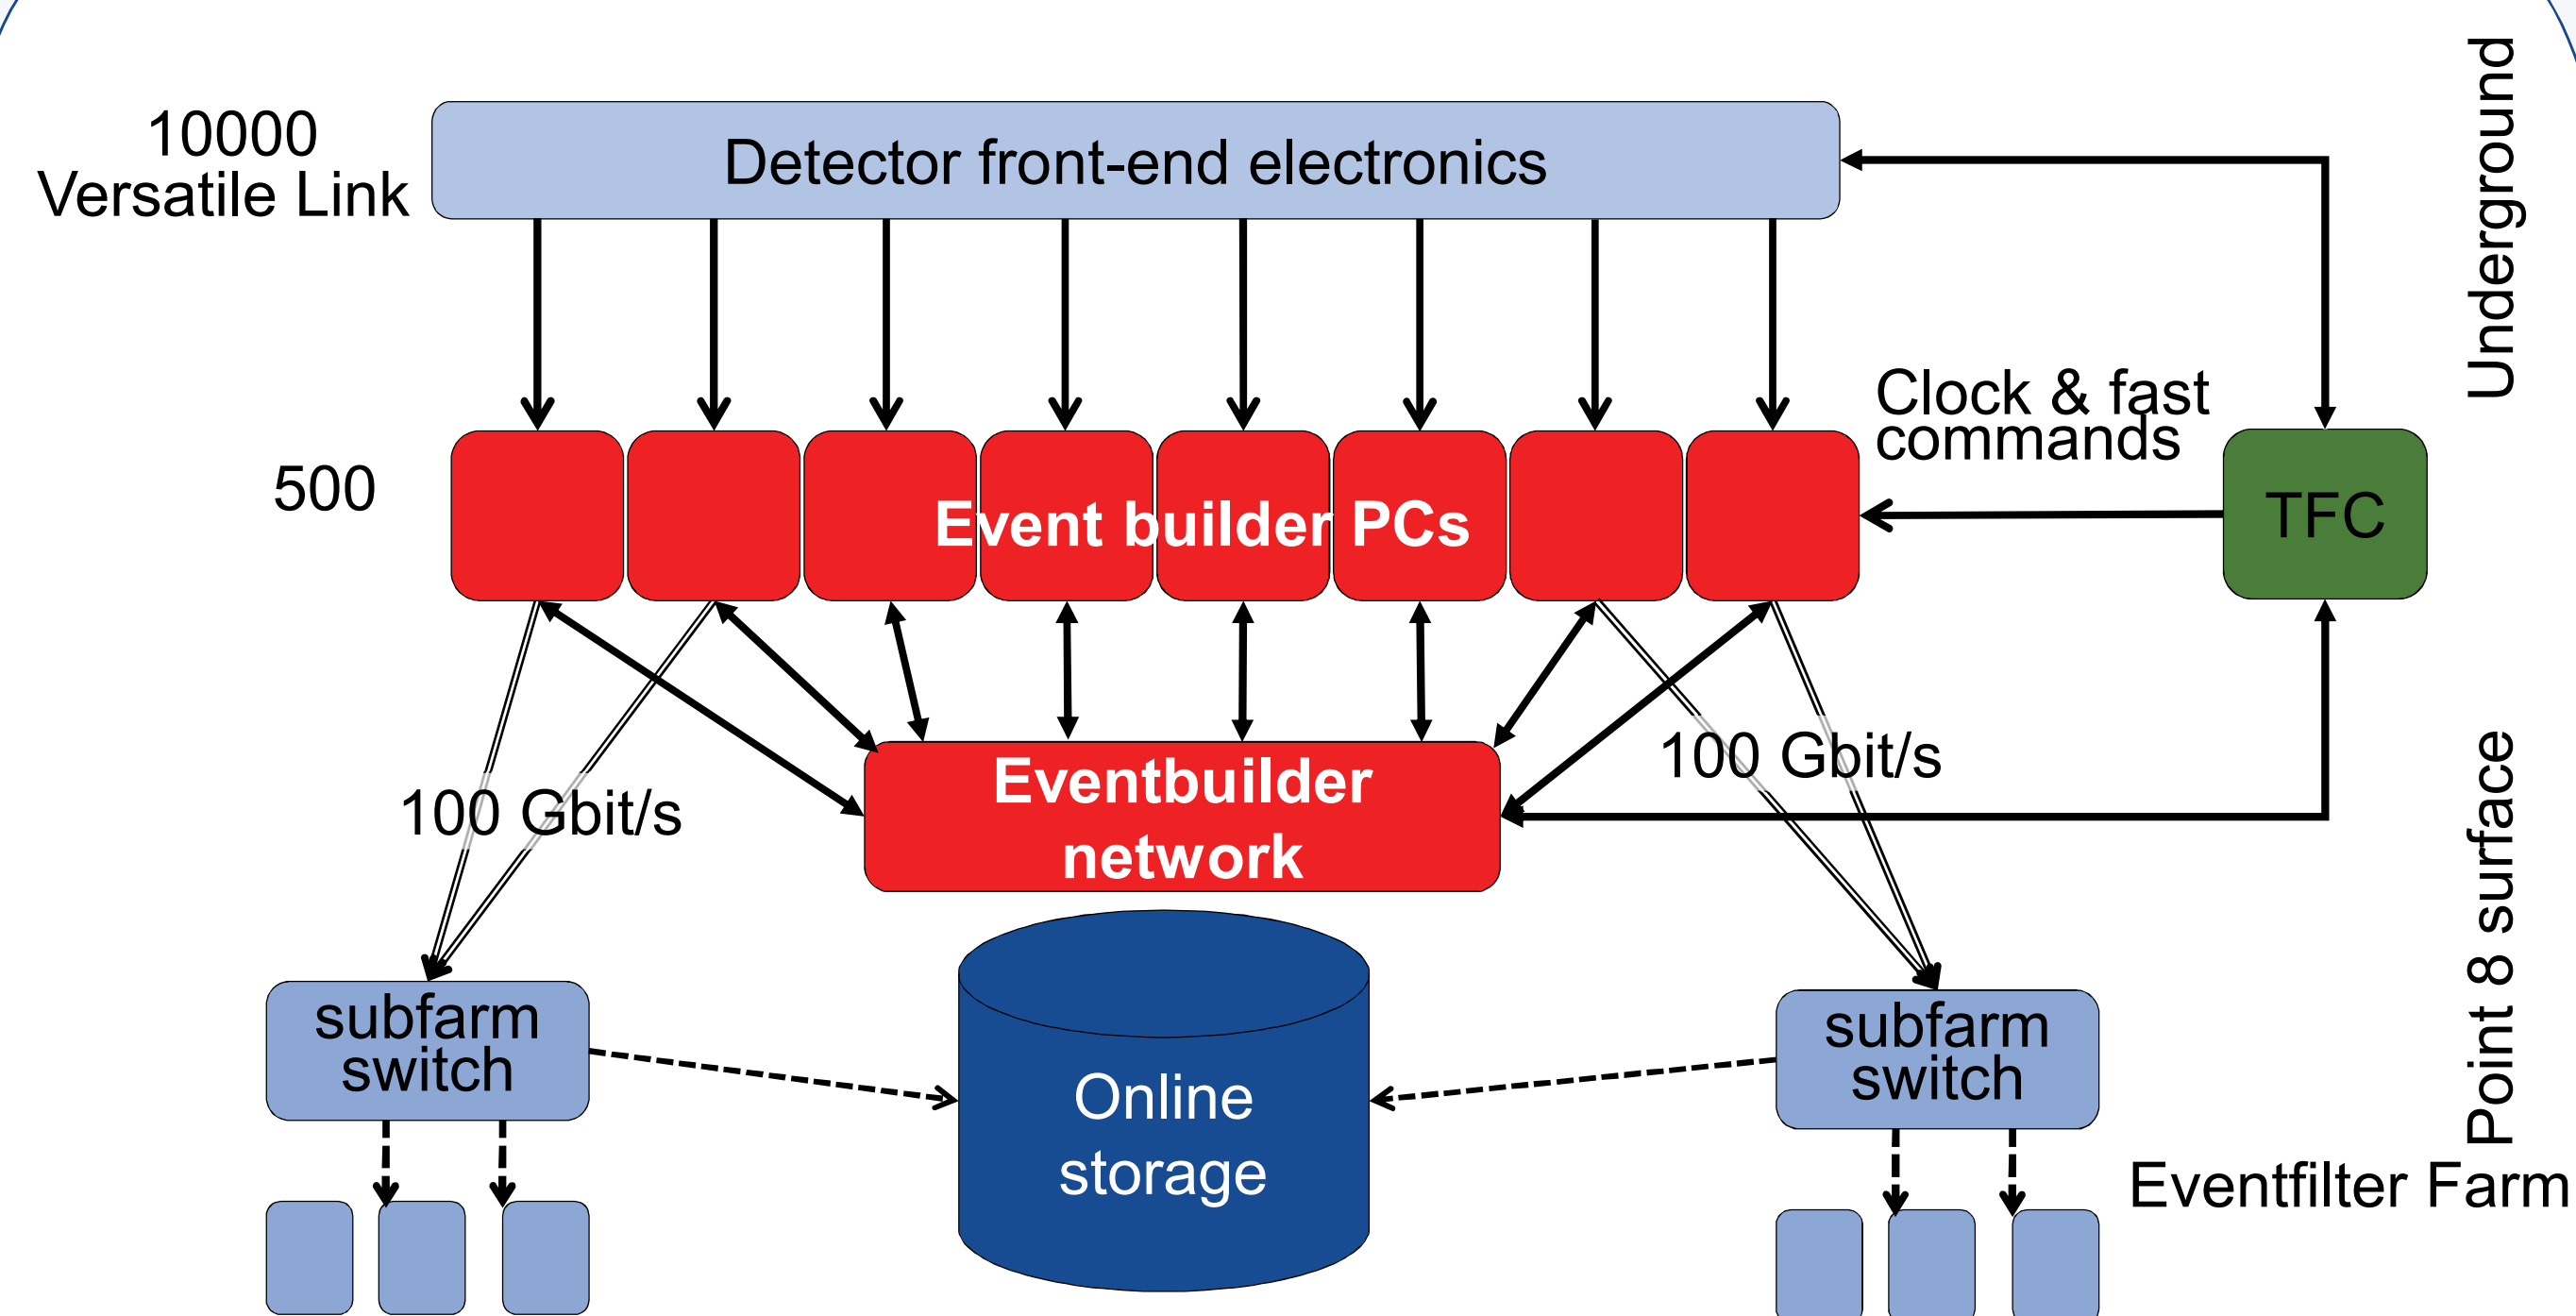 10000
Versatile Link
Detector front-end electronics
Underground
Clock & fast
commands
500
Event builder PCs
TFC
100 Gbit/s
100 Gbit/s
Eventbuilder
network
Point 8 surface
subfarm
switch
Online
storage
subfarm
switch
Eventfilter Farm